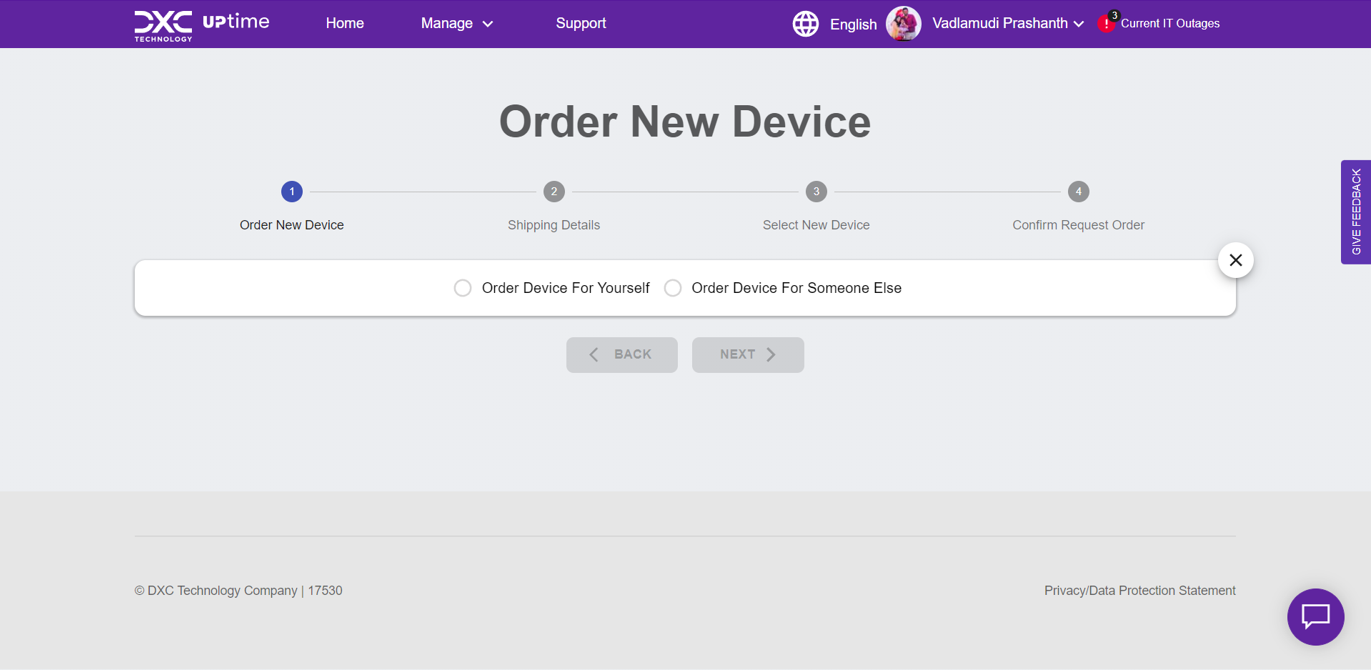 DXC TECHNOLOGY UPtime Home Manage Support English Vadlamudi Prashanth ! 3 Current IT Outages
Order New Device
1 2 3 4
Order New Device Shipping Details Select New Device Confirm Request Order
GIVE FEEDBACK
Order Device For Yourself Order Device For Someone Else
BACK NEXT
© DXC Technology Company | 17530 Privacy/Data Protection Statement